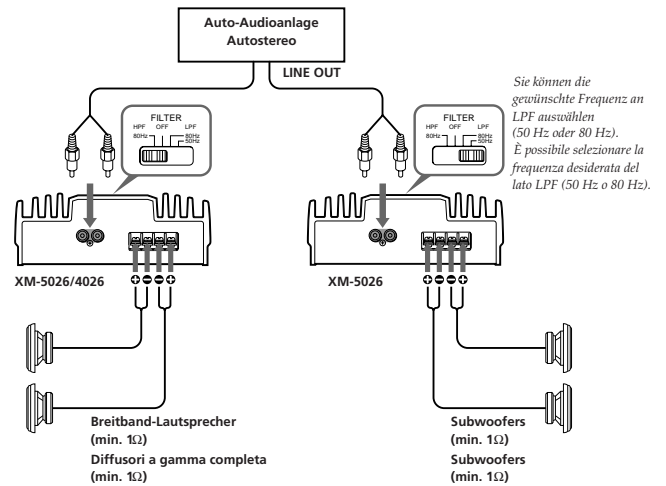 Auto-Audioanlage
Autostereo
LINE OUT
FILTER
HPF OFF LPF
80Hz 80Hz
50Hz
FILTER
HPF OFF LPF
80Hz 80Hz
50Hz
Sie können die
gewünschte Frequenz an
LPF auswählen
(50 Hz oder 80 Hz).
È possibile selezionare la
frequenza desiderata del
lato LPF (50 Hz o 80 Hz).
XM-5026/4026
XM-5026
Breitband-Lautsprecher
(min. 1Ω)
Diffusori a gamma completa
(min. 1Ω)
Subwoofers
(min. 1Ω)
Subwoofers
(min. 1Ω)